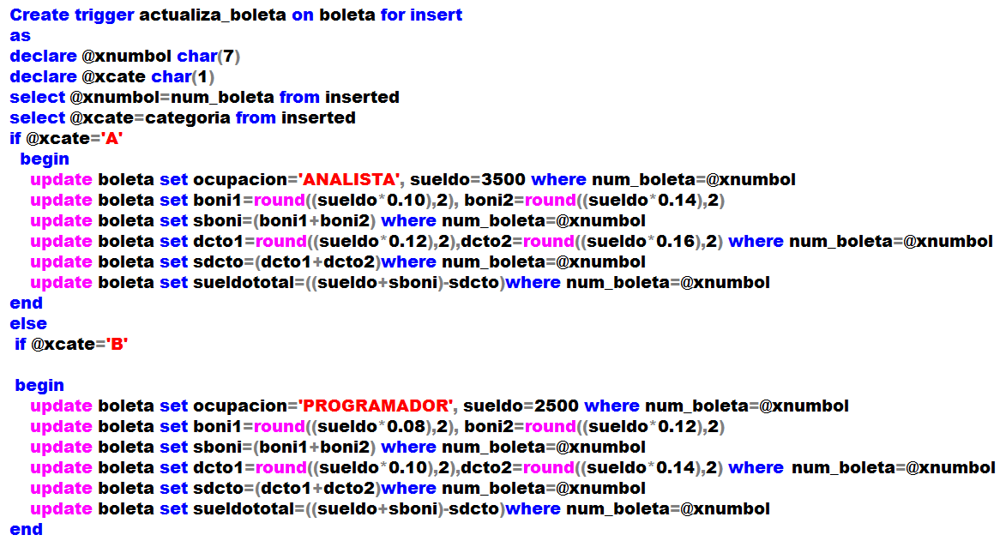 Create trigger actualiza_boleta on boleta for insert
as
declare @xnumbol char(7)
declare @xcate char(1)
select @xnumbol=num_boleta from inserted
select @xcate=categoria from inserted
if @xcate='A'
begin
update boleta set ocupacion='ANALISTA', sueldo=3500 where num_boleta=@xnumbol
update boleta set boni1=round((sueldo*0.10),2), boni2=round((sueldo*0.14),2)
update boleta set sboni=(boni1+boni2) where num_boleta=@xnumbol
update boleta set dcto1=round((sueldo*0.12),2),dcto2=round((sueldo*0.16),2) where num_boleta=@xnumbol
update boleta set sdcto=(dcto1+dcto2)where num_boleta=@xnumbol
update boleta set sueldototal=((sueldo+sboni)-sdcto)where num_boleta=@xnumbol
end
else
if @xcate='B'
begin
update boleta set ocupacion='PROGRAMADOR', sueldo=2500 where num_boleta=@xnumbol
update boleta set boni1=round((sueldo*0.08),2), boni2=round((sueldo*0.12),2)
update boleta set sboni=(boni1+boni2) where num_boleta=@xnumbol
update boleta set dcto1=round((sueldo*0.10),2),dcto2=round((sueldo*0.14),2) where num_boleta=@xnumbol
update boleta set sdcto=(dcto1+dcto2)where num_boleta=@xnumbol
update boleta set sueldototal=((sueldo+sboni)-sdcto)where num_boleta=@xnumbol
end